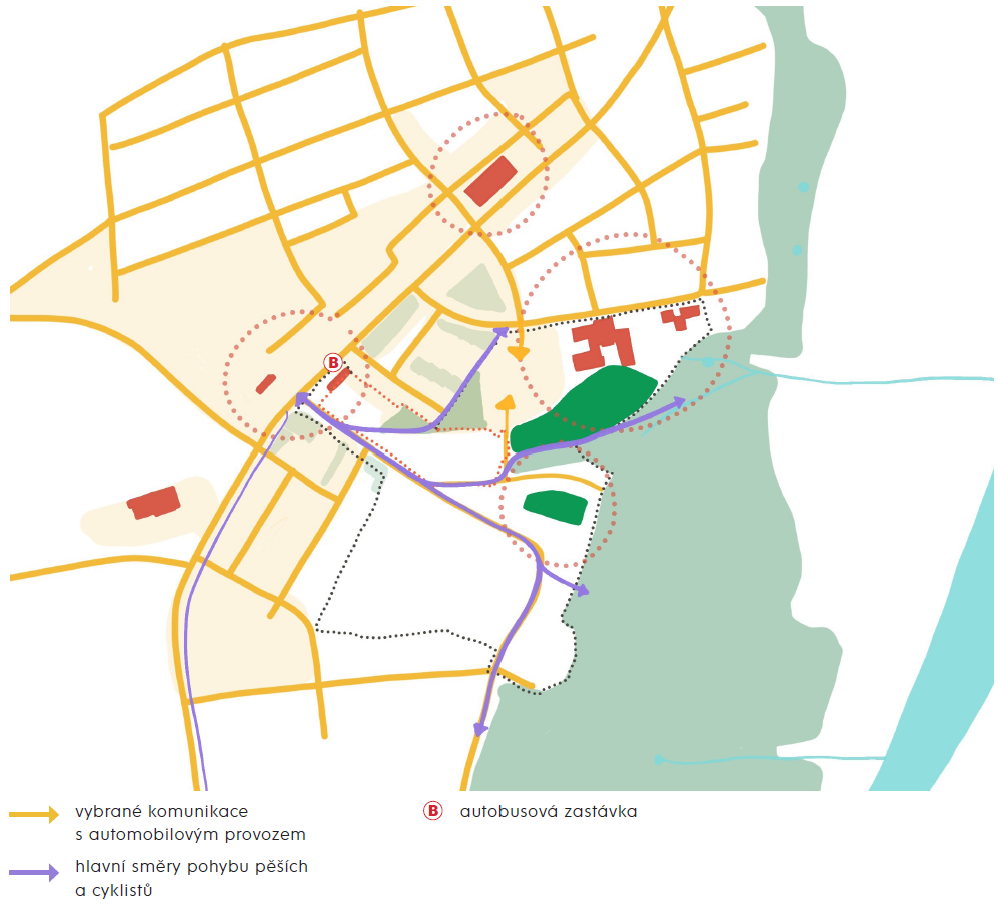 B
vybrané komunikace
s automobilovým provozem
hlavní směry pohybu pěších
a cyklistů
B autobusová zastávka